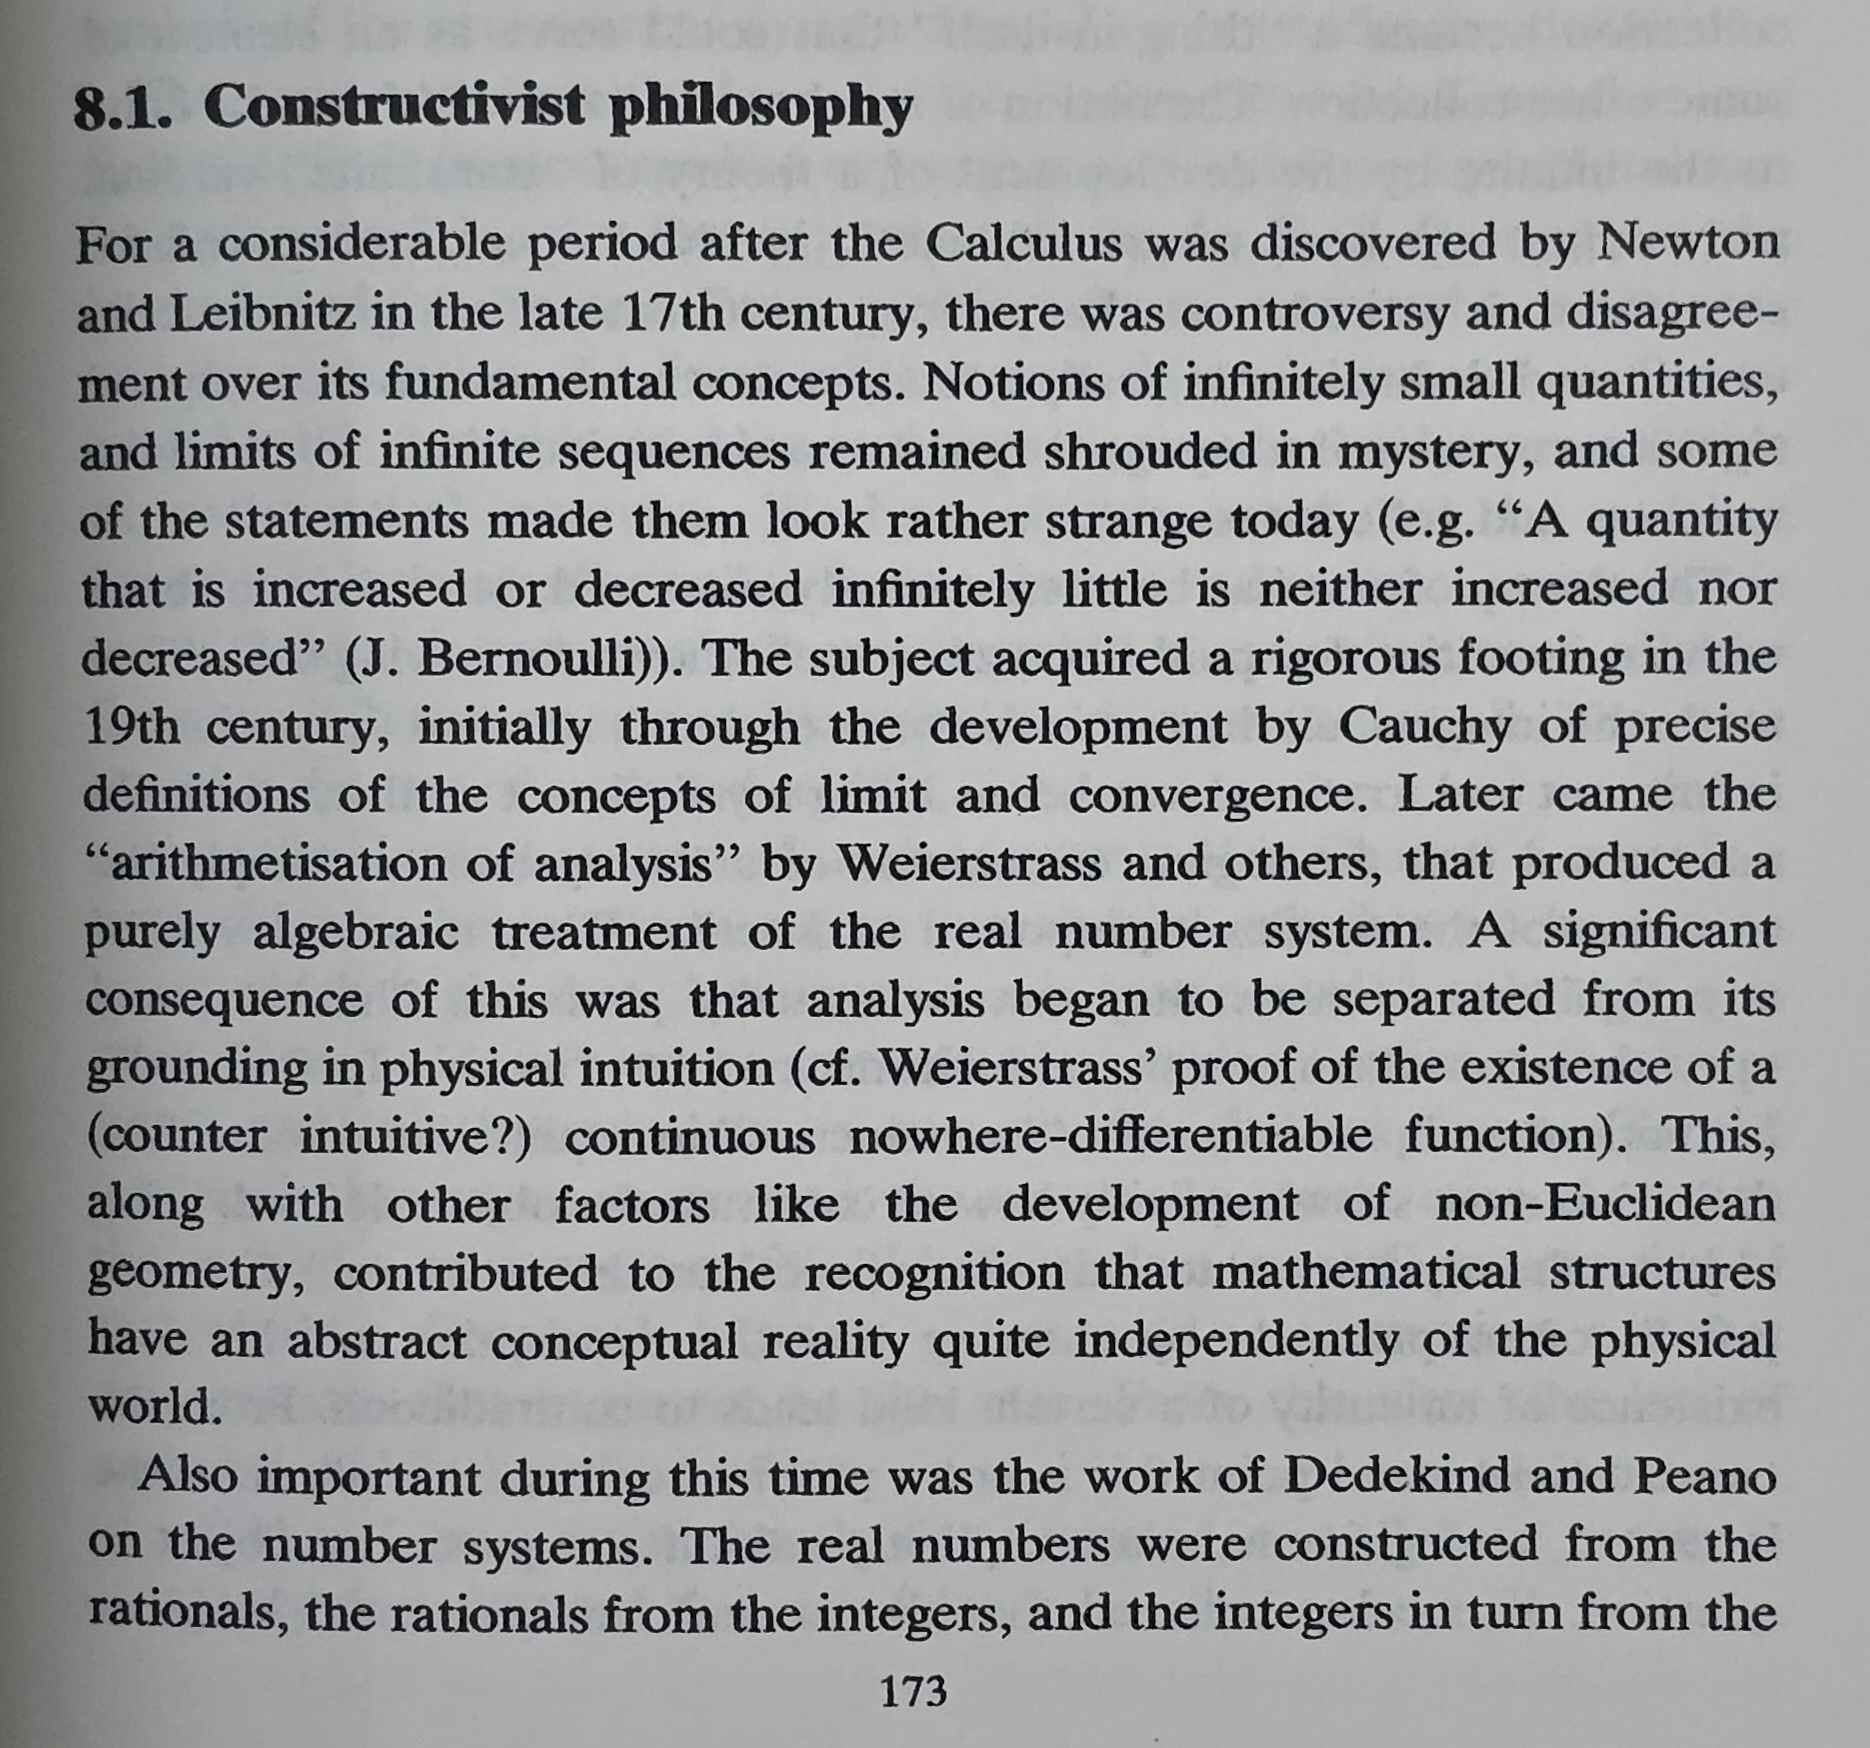 8.1. Constructivist philosophy
For a considerable period after the Calculus was discovered by Newton
and Leibnitz in the late 17th century, there was controversy and disagree-
ment over its fundamental concepts. Notions of infinitely small quantities,
and limits of infinite sequences remained shrouded in mystery, and some
of the statements made them look rather strange today (e.g. “A quantity
that is increased or decreased infinitely little is neither increased nor
decreased” (J. Bernoulli)). The subject acquired a rigorous footing in the
19th century, initially through the development by Cauchy of precise
definitions of the concepts of limit and convergence. Later came the
“arithmetisation of analysis” by Weierstrass and others, that produced a
purely algebraic treatment of the real number system. A significant
consequence of this was that analysis began to be separated from its
grounding in physical intuition (cf. Weierstrass’ proof of the existence of a
(counter intuitive?) continuous nowhere-differentiable function). This,
along with other factors like the development of non-Euclidean
geometry, contributed to the recognition that mathematical structures
have an abstract conceptual reality quite independently of the physical
world.
Also important during this time was the work of Dedekind and Peano
on the number systems. The real numbers were constructed from the
rationals, the rationals from the integers, and the integers in turn from the
173